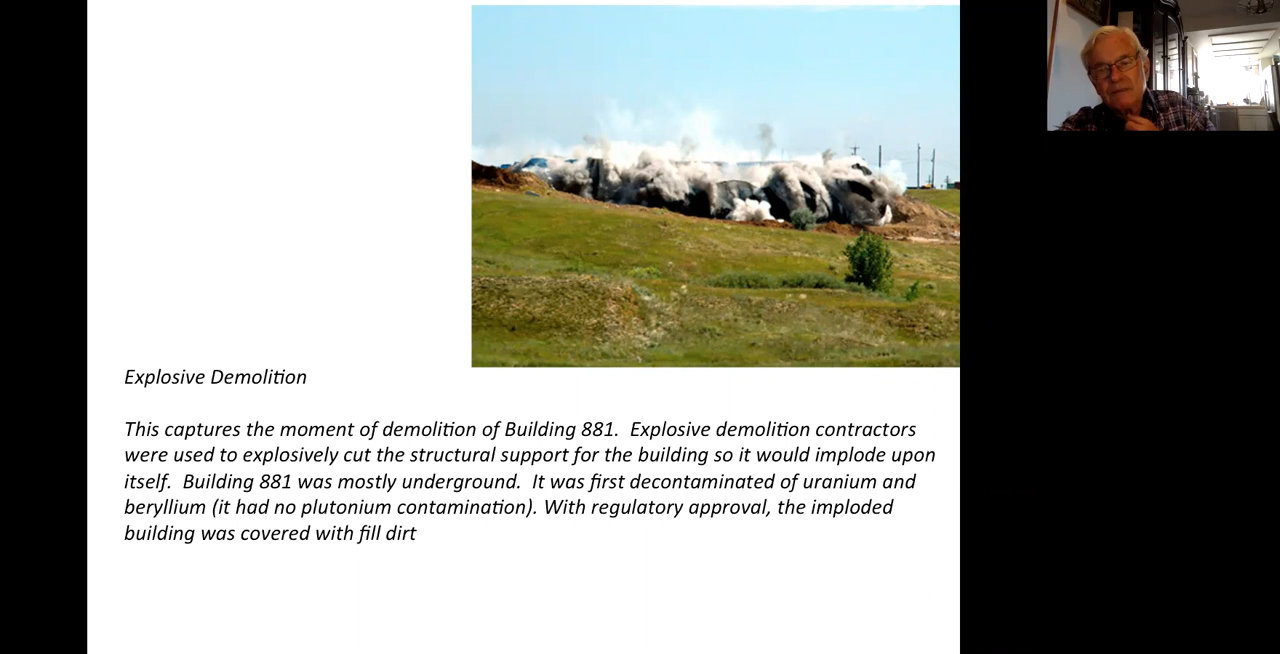 Explosive Demolition
This captures the moment of demolition of Building 881.  Explosive demolition contractors
were used to explosively cut the structural support for the building so it would implode upon
itself.  Building 881 was mostly underground.  It was first decontaminated of uranium and
beryllium (it had no plutonium contamination). With regulatory approval, the imploded
building was covered with fill dirt